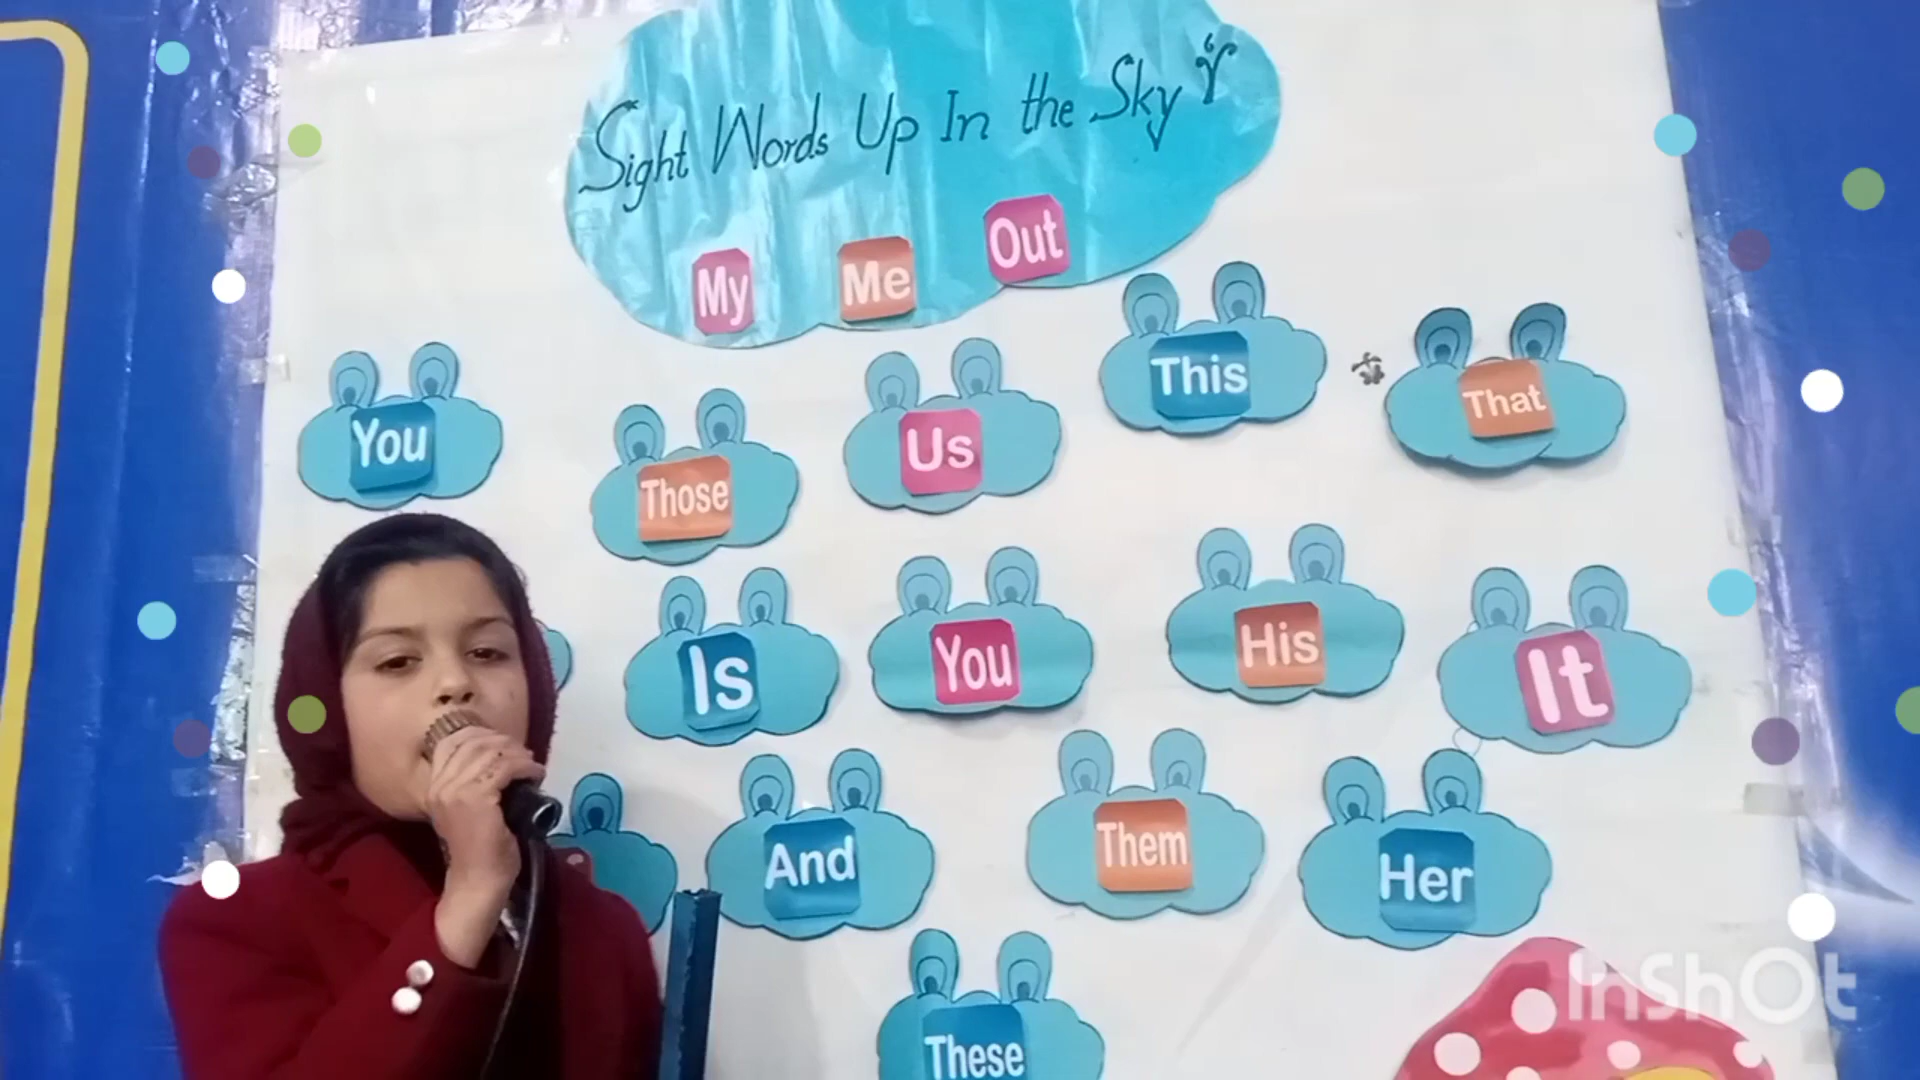 Sight Words Up In the Sky
My Me Out
You Those Us This That
Is You His It
And Them Her
These
InShOt